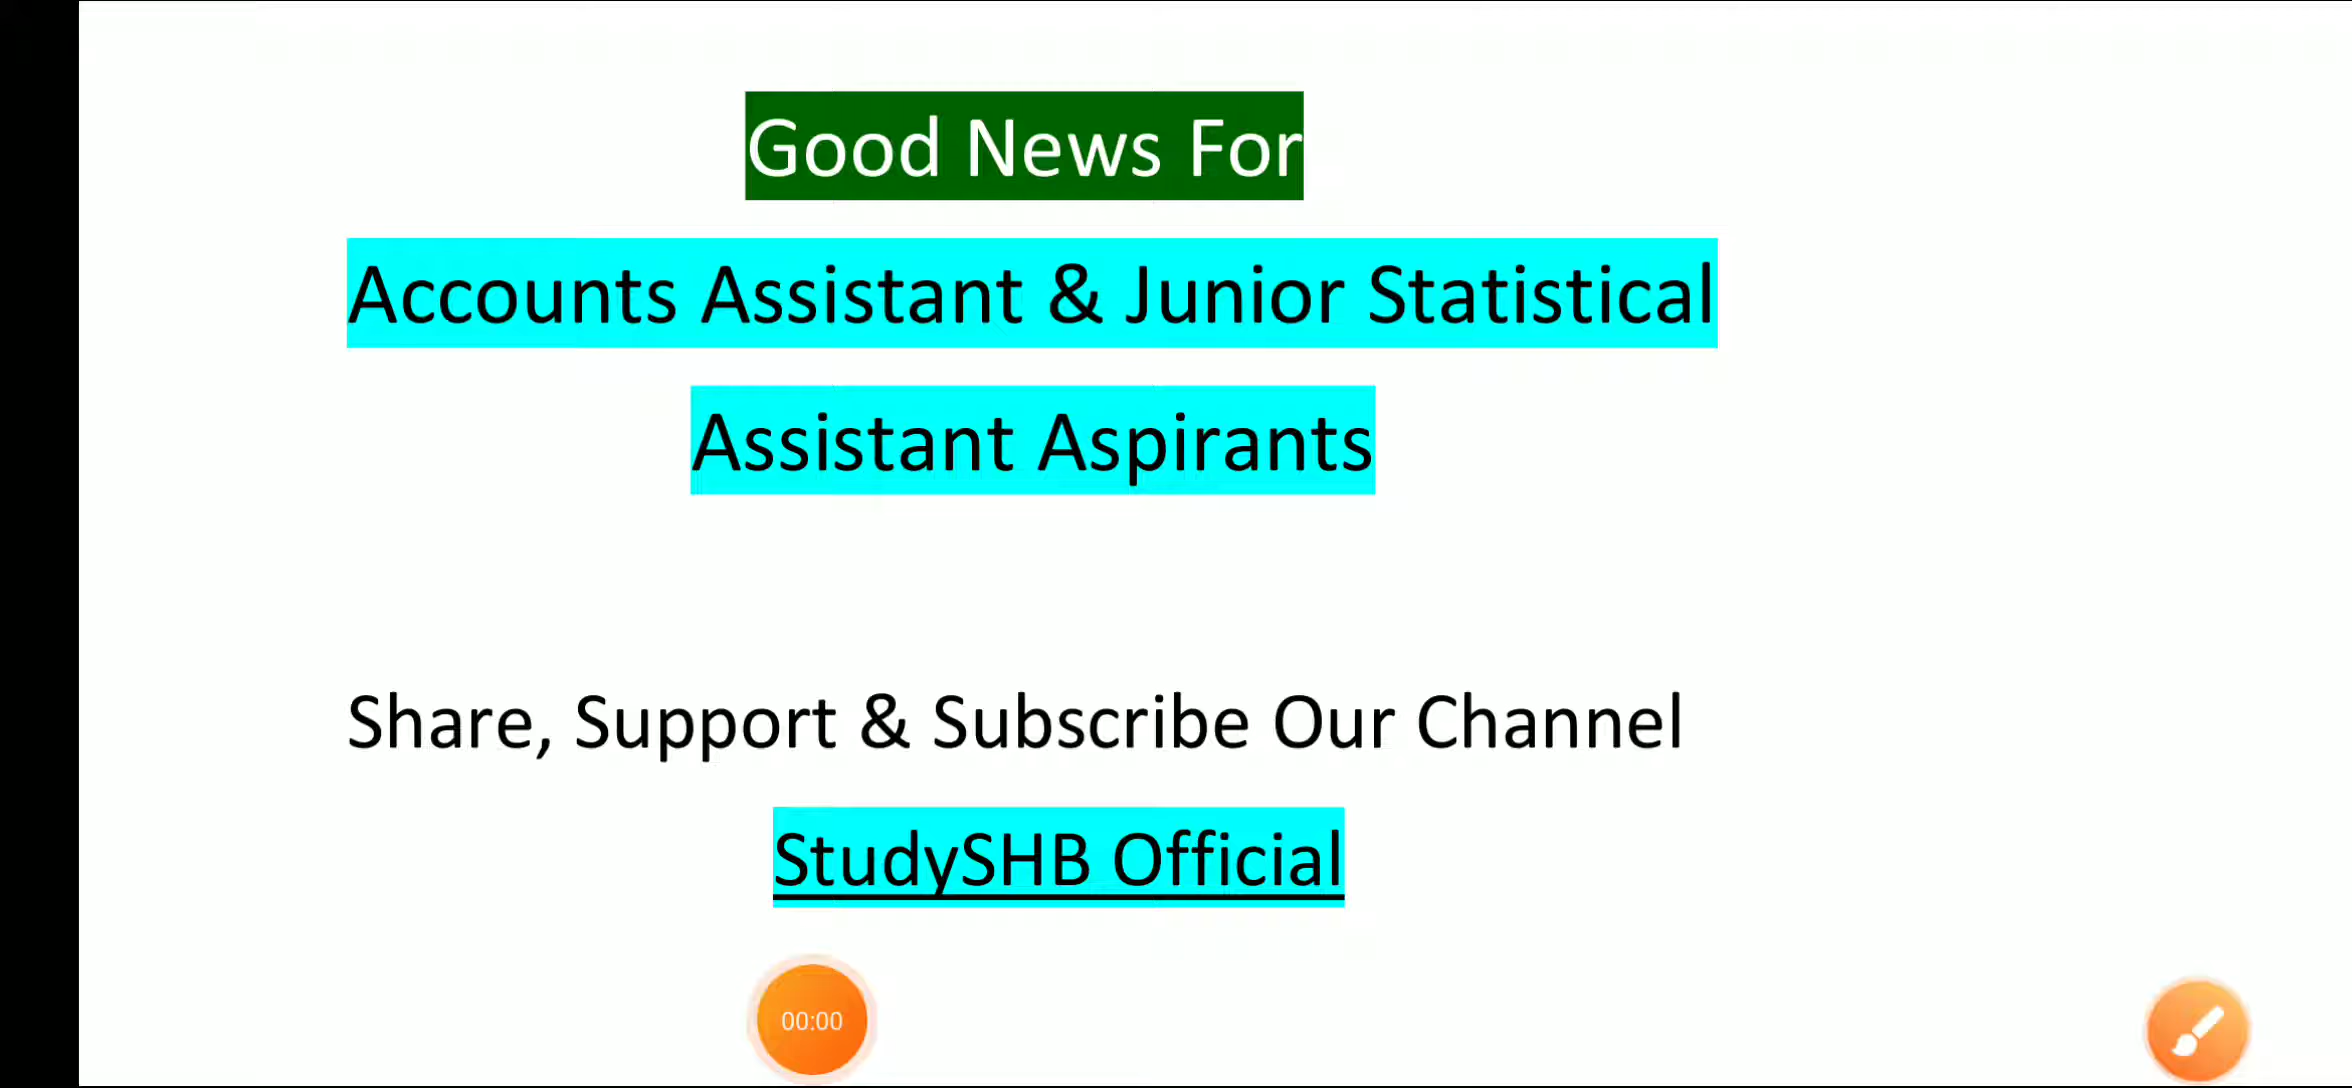 Good News For
Accounts Assistant & Junior Statistical
Assistant Aspirants
Share, Support & Subscribe Our Channel
StudySHB Official
00:00